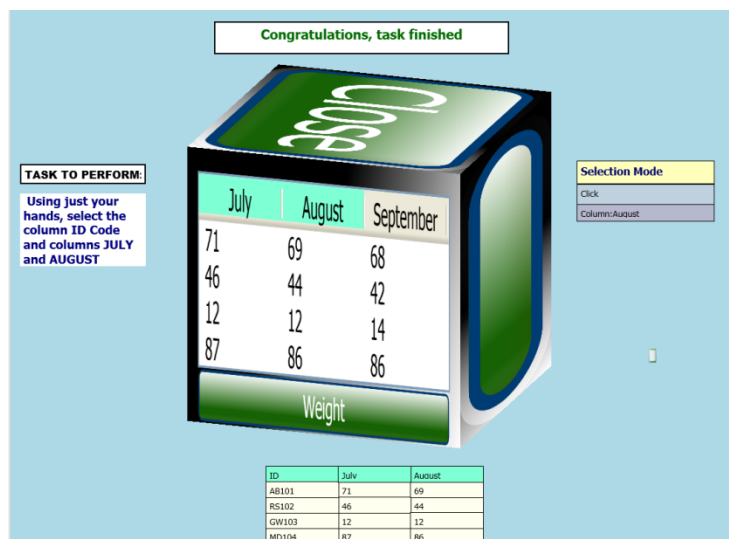 Congratulations, task finished
Close
TASK TO PERFORM:
Using just your
hands, select the
column ID Code
and columns JULY
and AUGUST
July August September
71 69 68
46 44 42
12 12 14
87 86 86
Weight
Selection Mode
Click
Column:August
ID July August
AB101 71 69
RS102 46 44
GW103 12 12
MD104 87 86